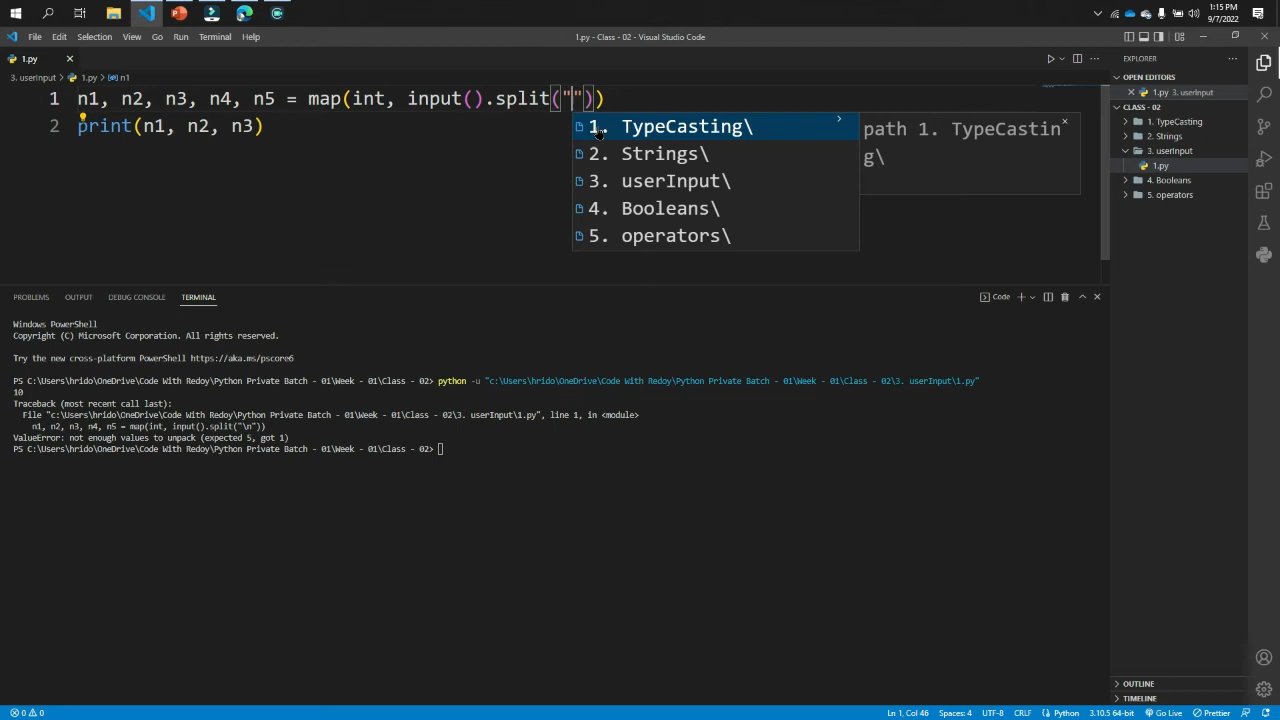 1:15 PM
9/7/2022
File Edit Selection View Go Run Terminal Help
1.py - Class - 02 - Visual Studio Code
1.py
3. userInput > 1.py > n1
1 n1, n2, n3, n4, n5 = map(int, input().split(""))
2 print(n1, n2, n3)
1. TypeCasting\
2. Strings\
3. userInput\
4. Booleans\
5. operators\
path 1. TypeCastin
g\
EXPLORER
OPEN EDITORS
1.py 3. userInput
CLASS - 02
1. TypeCasting
2. Strings
3. userInput
1.py
4. Booleans
5. operators
OUTLINE
TIMELINE
PROBLEMS OUTPUT DEBUG CONSOLE TERMINAL
Code
Windows PowerShell
Copyright (C) Microsoft Corporation. All rights reserved.
Try the new cross-platform PowerShell https://aka.ms/pscore6
PS C:\Users\hrido\OneDrive\Code With Redoy\Python Private Batch - 01\Week - 01\Class - 02> python -u "c:\Users\hrido\OneDrive\Code With Redoy\Python Private Batch - 01\Week - 01\Class - 02\3. userInput\1.py"
10
Traceback (most recent call last):
File "c:\Users\hrido\OneDrive\Code With Redoy\Python Private Batch - 01\Week - 01\Class - 02\3. userInput\1.py", line 1, in <module>
n1, n2, n3, n4, n5 = map(int, input().split("\n"))
ValueError: not enough values to unpack (expected 5, got 1)
PS C:\Users\hrido\OneDrive\Code With Redoy\Python Private Batch - 01\Week - 01\Class - 02>
0 0 Ln 1, Col 46 Spaces: 4 UTF-8 CRLF Python 3.10.5 64-bit Go Live Prettier